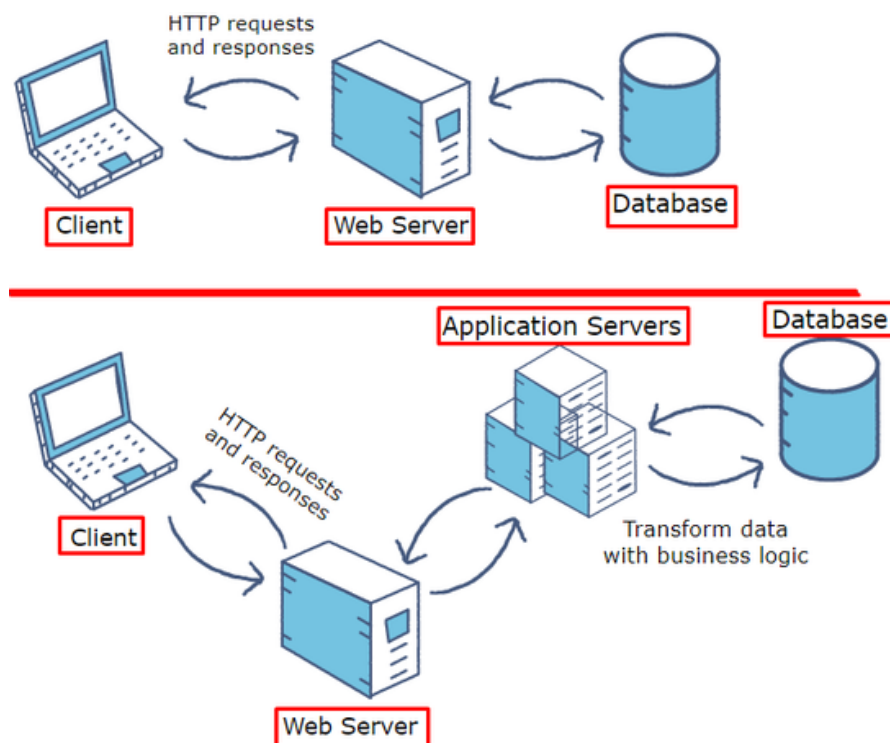 HTTP requests
and responses
Client
Web Server
Database
Application Servers
Database
HTTP requests
and responses
Client
Transform data
with business logic
Web Server